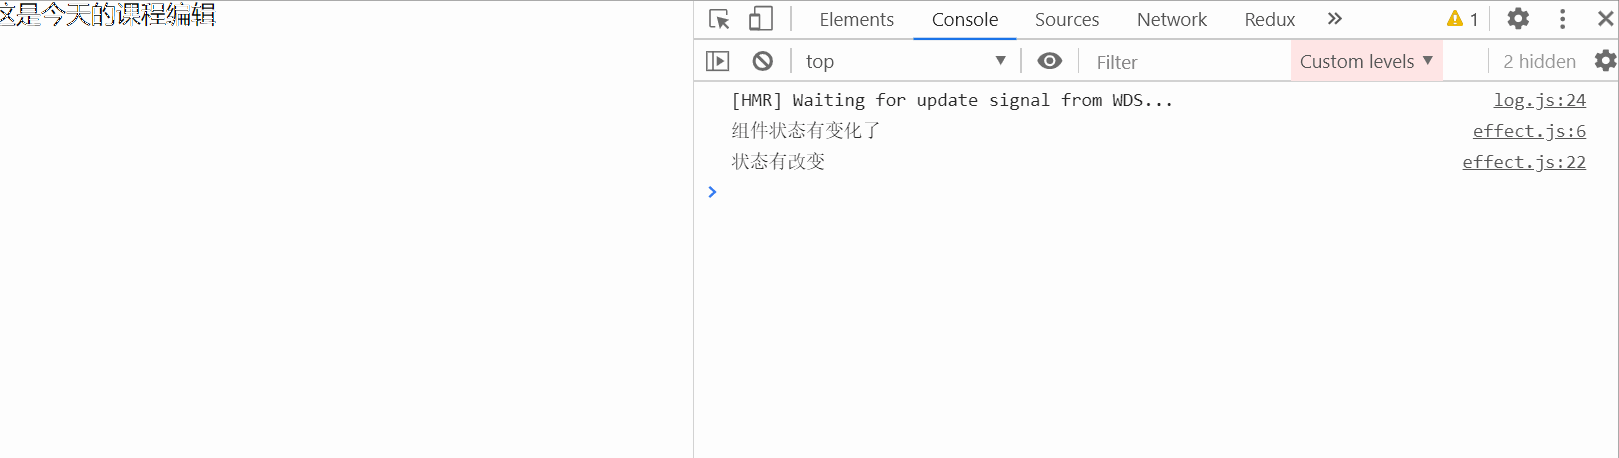 这是今天的课程编辑
Elements Console Sources Network Redux 1
top Filter Custom levels 2 hidden
[HMR] Waiting for update signal from WDS... log.js:24
组件状态有变化了 effect.js:6
状态有改变 effect.js:22